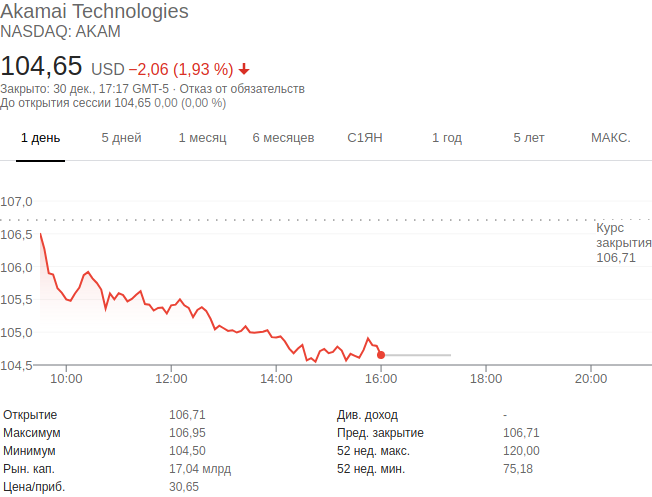 Akamai Technologies
NASDAQ: AKAM
104,65 USD −2,06 (1,93 %)
Закрыто: 30 дек., 17:17 GMT-5 · Отказ от обязательств
До открытия сессии 104,65 0,00 (0,00 %)
1 день 5 дней 1 месяц 6 месяцев С1ЯН 1 год 5 лет МАКС.
107,0
106,5
106,0
105,5
105,0
104,5
Курс
закрытия
106,71
10:00 12:00 14:00 16:00 18:00 20:00
Открытие 106,71 Див. доход -
Максимум 106,95 Пред. закрытие 106,71
Минимум 104,50 52 нед. макс. 120,00
Рын. кап. 17,04 млрд 52 нед. мин. 75,18
Цена/приб. 30,65